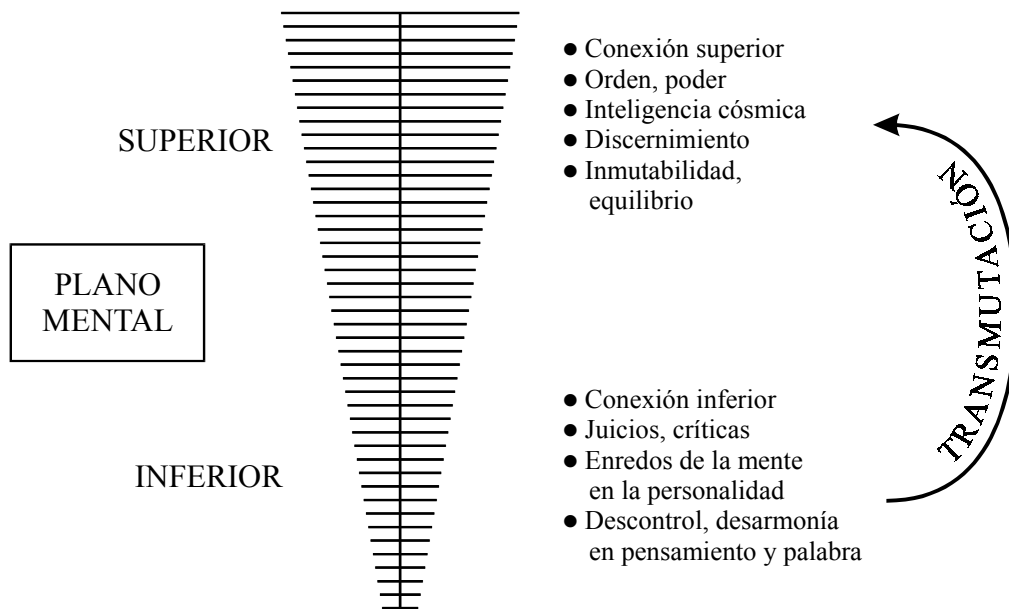 ● Conexión superior
● Orden, poder
● Inteligencia cósmica
● Discernimiento
● Inmutabilidad,
equilibrio
SUPERIOR
PLANO
MENTAL
INFERIOR
● Conexión inferior
● Juicios, críticas
● Enredos de la mente
en la personalidad
● Descontrol, desarmonía
en pensamiento y palabra
TRANSMUTACIÓN